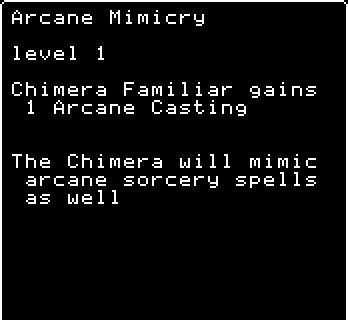 Arcane Mimicry
level 1
Chimera Familiar gains
1 Arcane Casting
The Chimera will mimic
arcane sorcery spells
as well